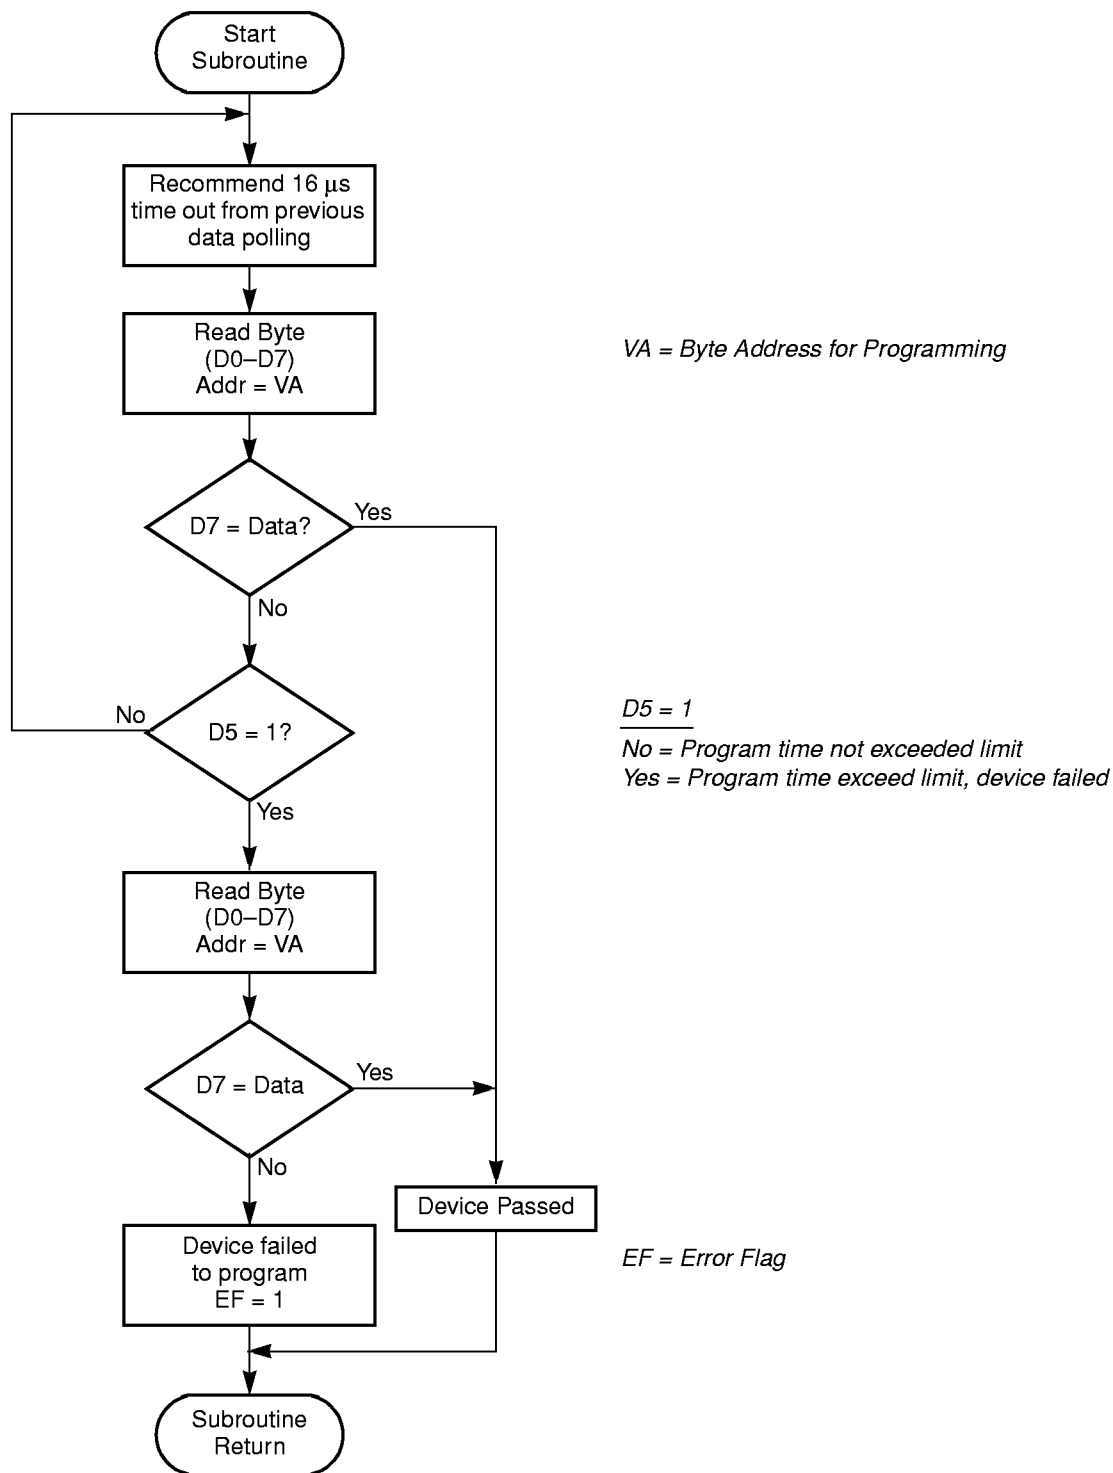 Start
Subroutine
Recommend 16 μs
time out from previous
data polling
Read Byte
(D0–D7)
Addr = VA
VA = Byte Address for Programming
D7 = Data?
Yes
No
D5 = 1?
No
Yes
D5 = 1
No = Program time not exceeded limit
Yes = Program time exceed limit, device failed
Read Byte
(D0–D7)
Addr = VA
D7 = Data
Yes
No
Device Passed
Device failed
to program
EF = 1
EF = Error Flag
Subroutine
Return